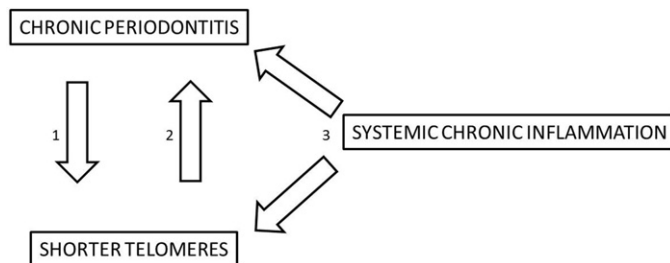 CHRONIC PERIODONTITIS
1
2
3
SYSTEMIC CHRONIC INFLAMMATION
SHORTER TELOMERES